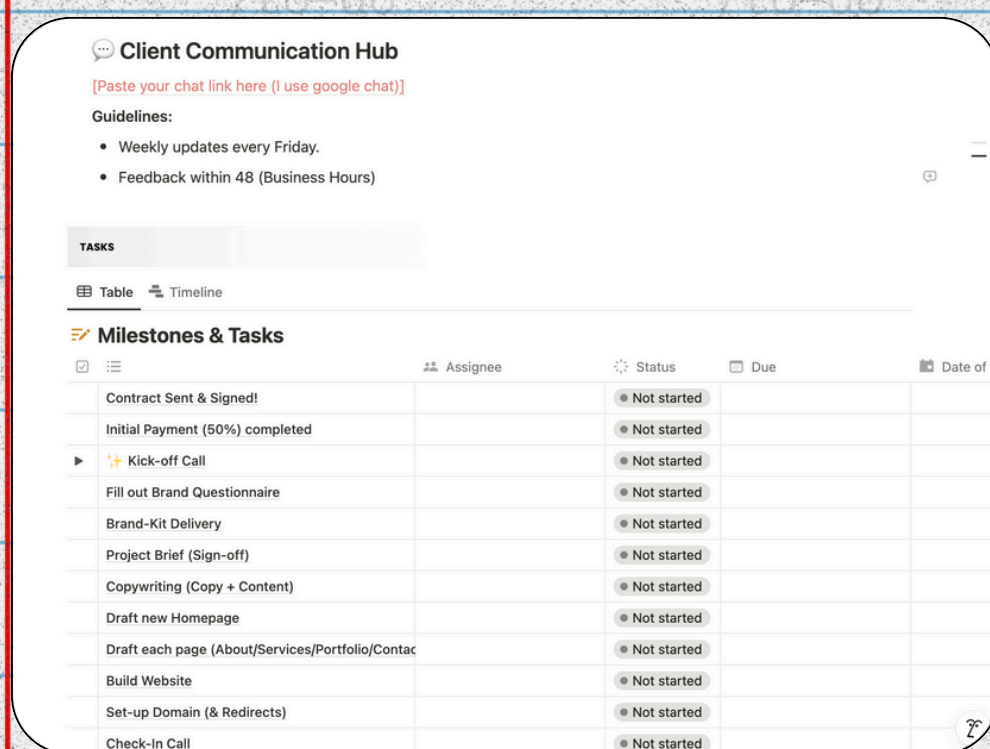 Client Communication Hub
[Paste your chat link here (I use google chat)]
Guidelines:
• Weekly updates every Friday.
• Feedback within 48 (Business Hours)
TASKS
Table Timeline
Milestones & Tasks
Assignee Status Due Date of
Contract Sent & Signed! Not started
Initial Payment (50%) completed Not started
✨ Kick-off Call Not started
Fill out Brand Questionnaire Not started
Brand-Kit Delivery Not started
Project Brief (Sign-off) Not started
Copywriting (Copy + Content) Not started
Draft new Homepage Not started
Draft each page (About/Services/Portfolio/Contac Not started
Build Website Not started
Set-up Domain (& Redirects) Not started
Check-In Call Not started